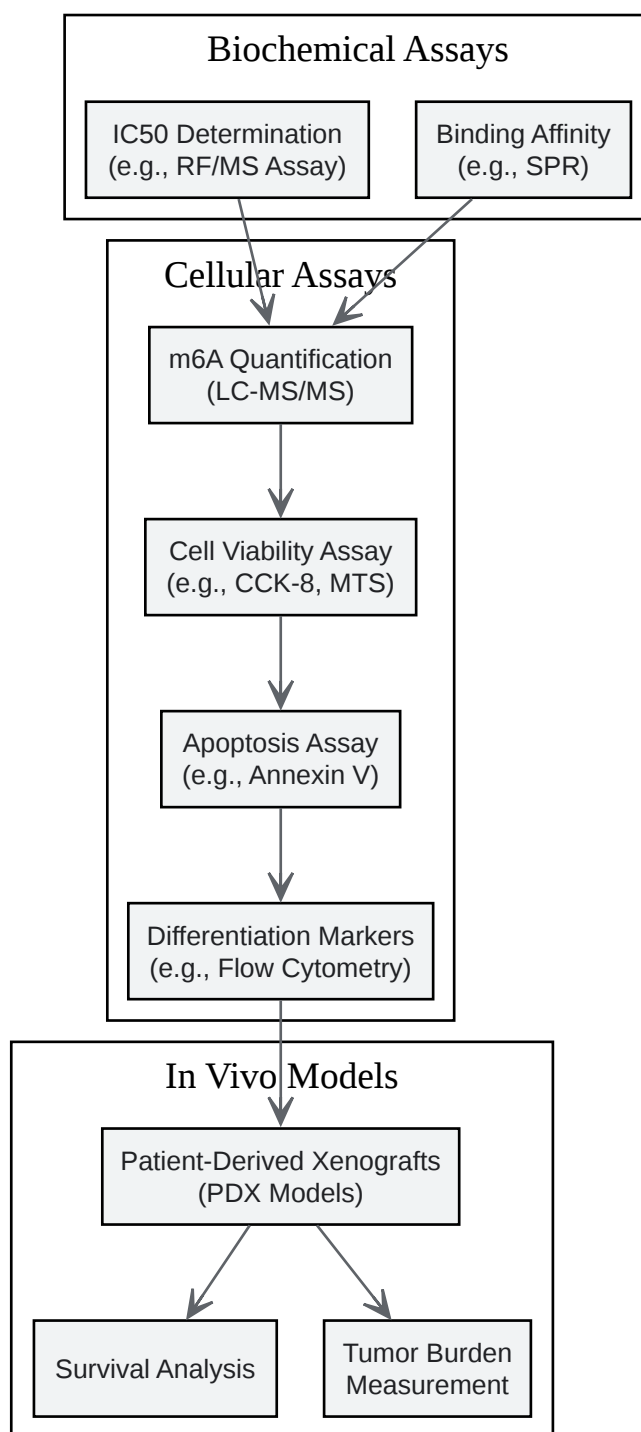 Biochemical Assays
IC50 Determination
(e.g., RF/MS Assay)
Binding Affinity
(e.g., SPR)
Cellular Assays
m6A Quantification
(LC-MS/MS)
Cell Viability Assay
(e.g., CCK-8, MTS)
Apoptosis Assay
(e.g., Annexin V)
Differentiation Markers
(e.g., Flow Cytometry)
In Vivo Models
Patient-Derived Xenografts
(PDX Models)
Survival Analysis
Tumor Burden
Measurement